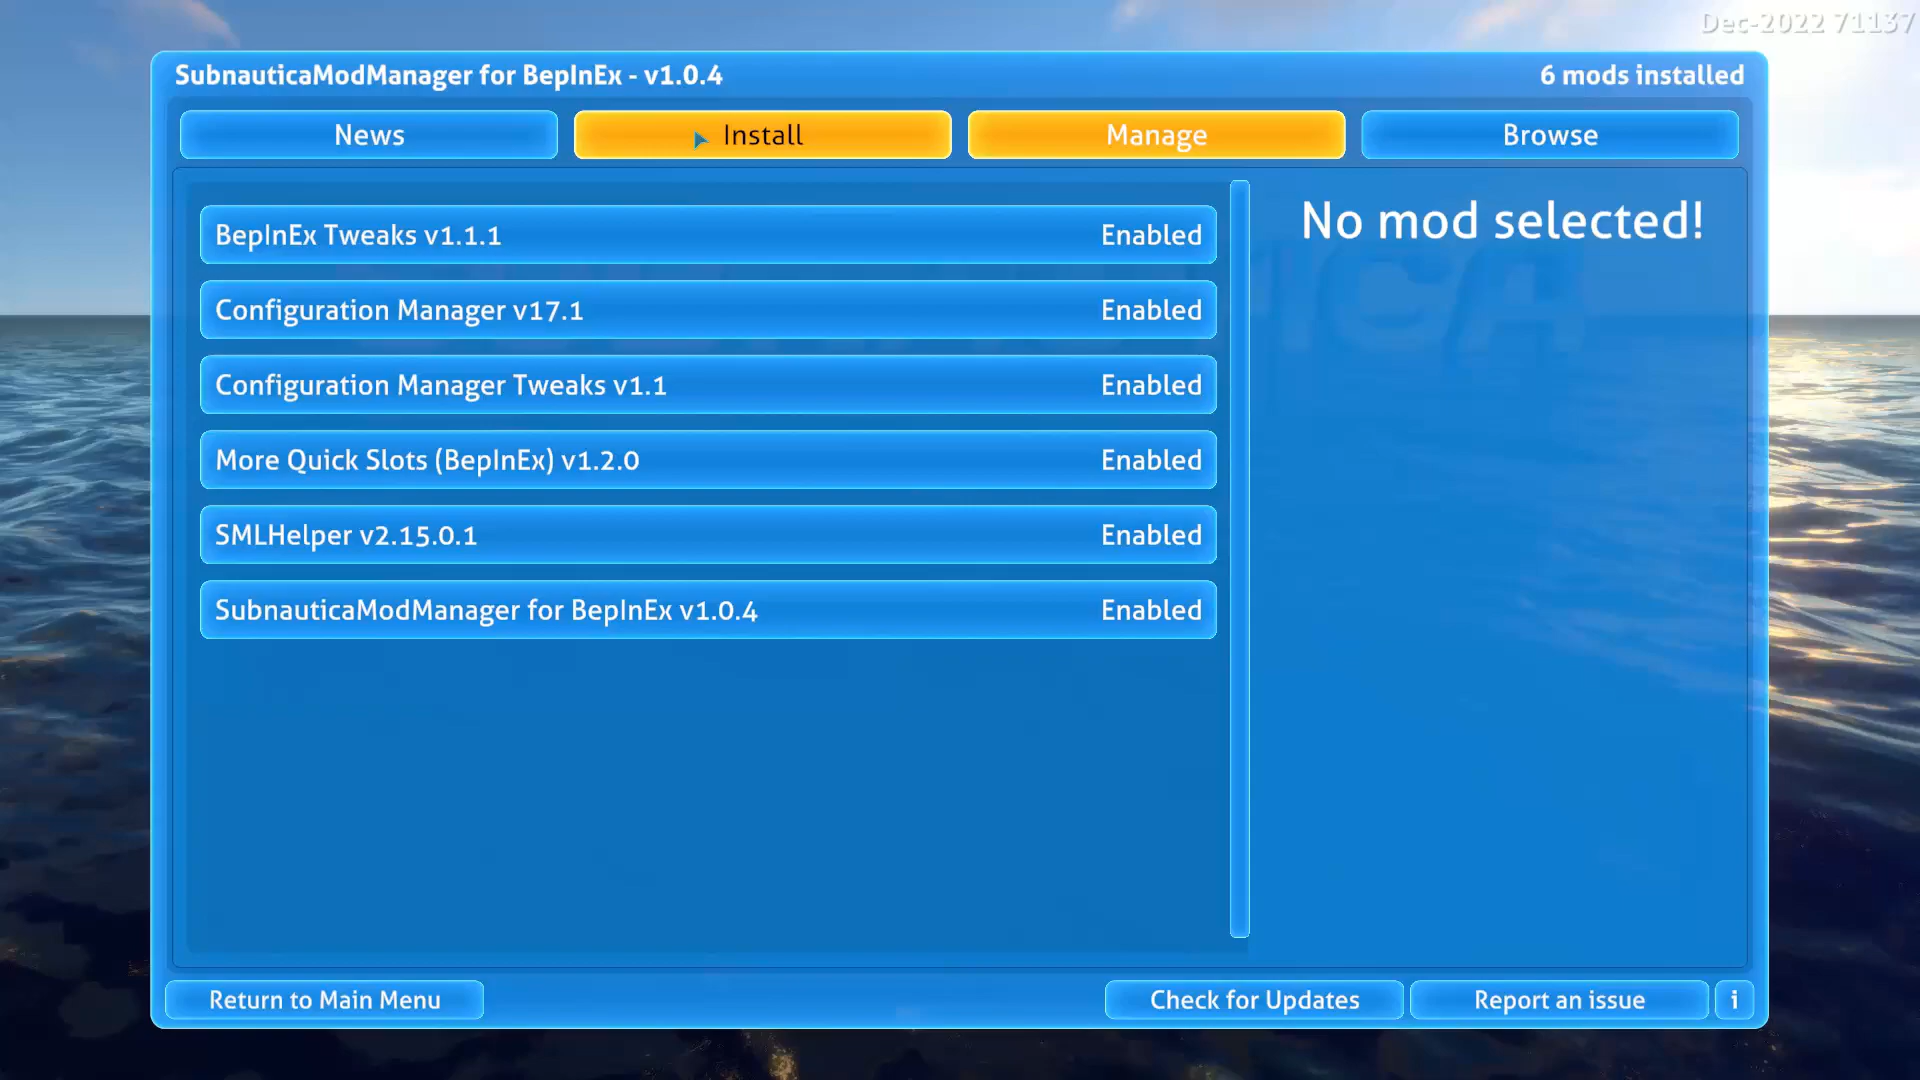 Dec-2022 71137
SubnauticaModManager for BepInEx - v1.0.4
6 mods installed
News
Install
Manage
Browse
BepInEx Tweaks v1.1.1
Enabled
Configuration Manager v17.1
Enabled
Configuration Manager Tweaks v1.1
Enabled
More Quick Slots (BepInEx) v1.2.0
Enabled
SMLHelper v2.15.0.1
Enabled
SubnauticaModManager for BepInEx v1.0.4
Enabled
No mod selected!
Return to Main Menu
Check for Updates
Report an issue
i